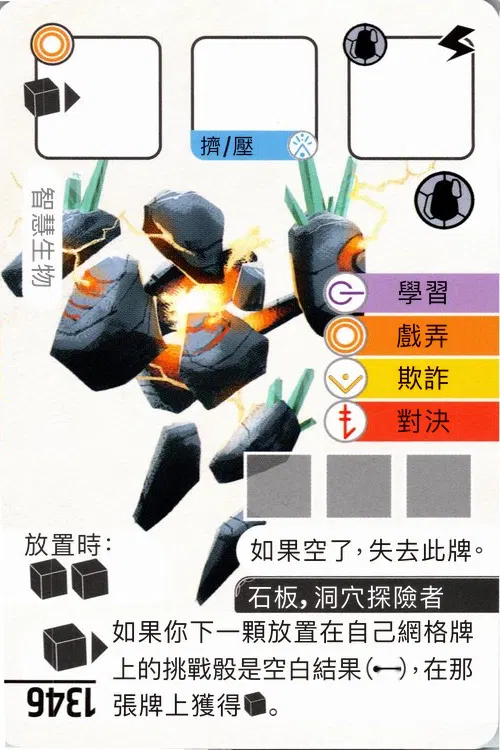 擠/壓
智慧生物
學習
戲弄
欺詐
對決
放置時：
如果空了，失去此牌。
石板，洞穴探險者
如果你下一顆放置在自己網格牌
上的挑戰骰是空白結果(⟷)，在那
張牌上獲得。
1346